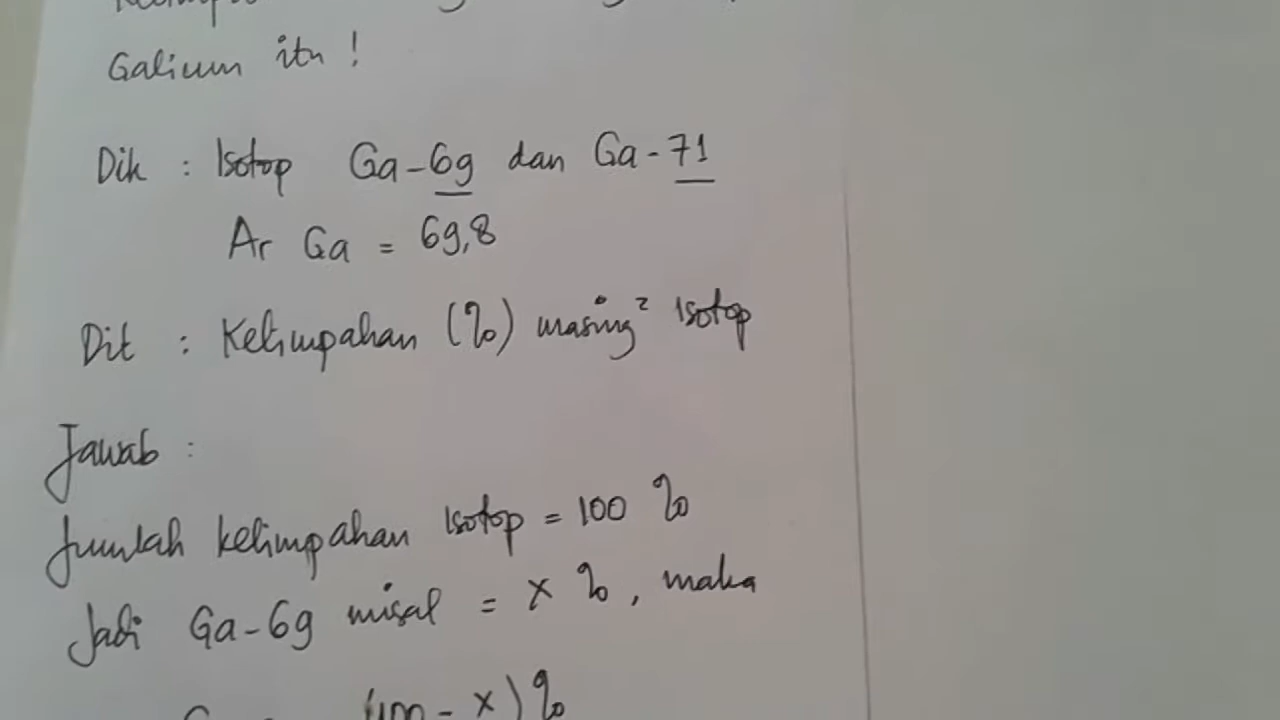 Galium itu !
Dik : Isotop Ga-69 dan Ga-71
Ar Ga = 69,8
Dit : Kelimpahan (%) masing² Isotop
Jawab :
Jumlah kelimpahan Isotop = 100 %
Jadi Ga-69 misal = x %, maka
(100 - x) %